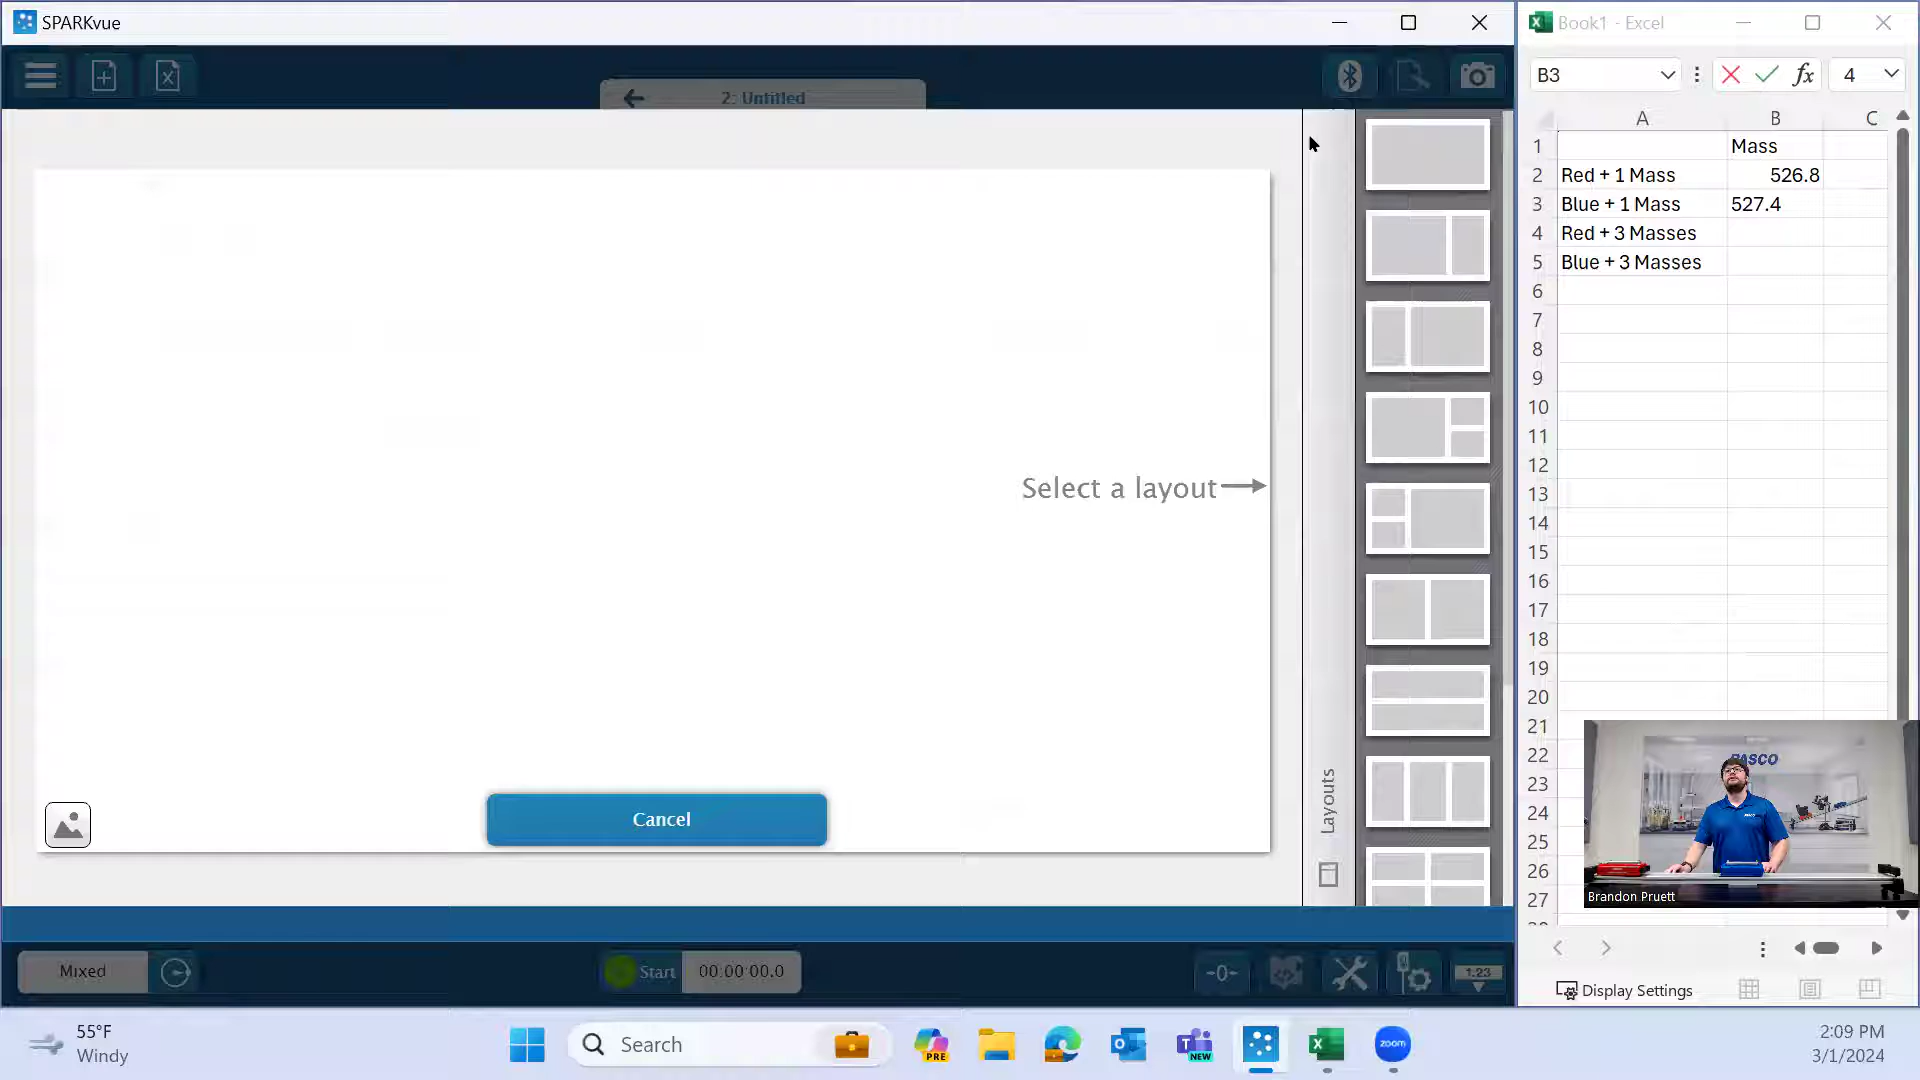 SPARKvue
2: Untitled
Select a layout
Cancel
Layouts
Mixed
Start
00:00:00.0
-0-
1.23
Book1 - Excel
B3
fx
4
A B C
1 Mass
2 Red + 1 Mass 526.8
3 Blue + 1 Mass 527.4
4 Red + 3 Masses
5 Blue + 3 Masses
6
7
8
9
10
11
12
13
14
15
16
17
18
19
20
21
22
23
24
25
26
27
PASCO
Brandon Pruett
Display Settings
55°F
Windy
Search
PRE
NEW
zoom
2:09 PM
3/1/2024